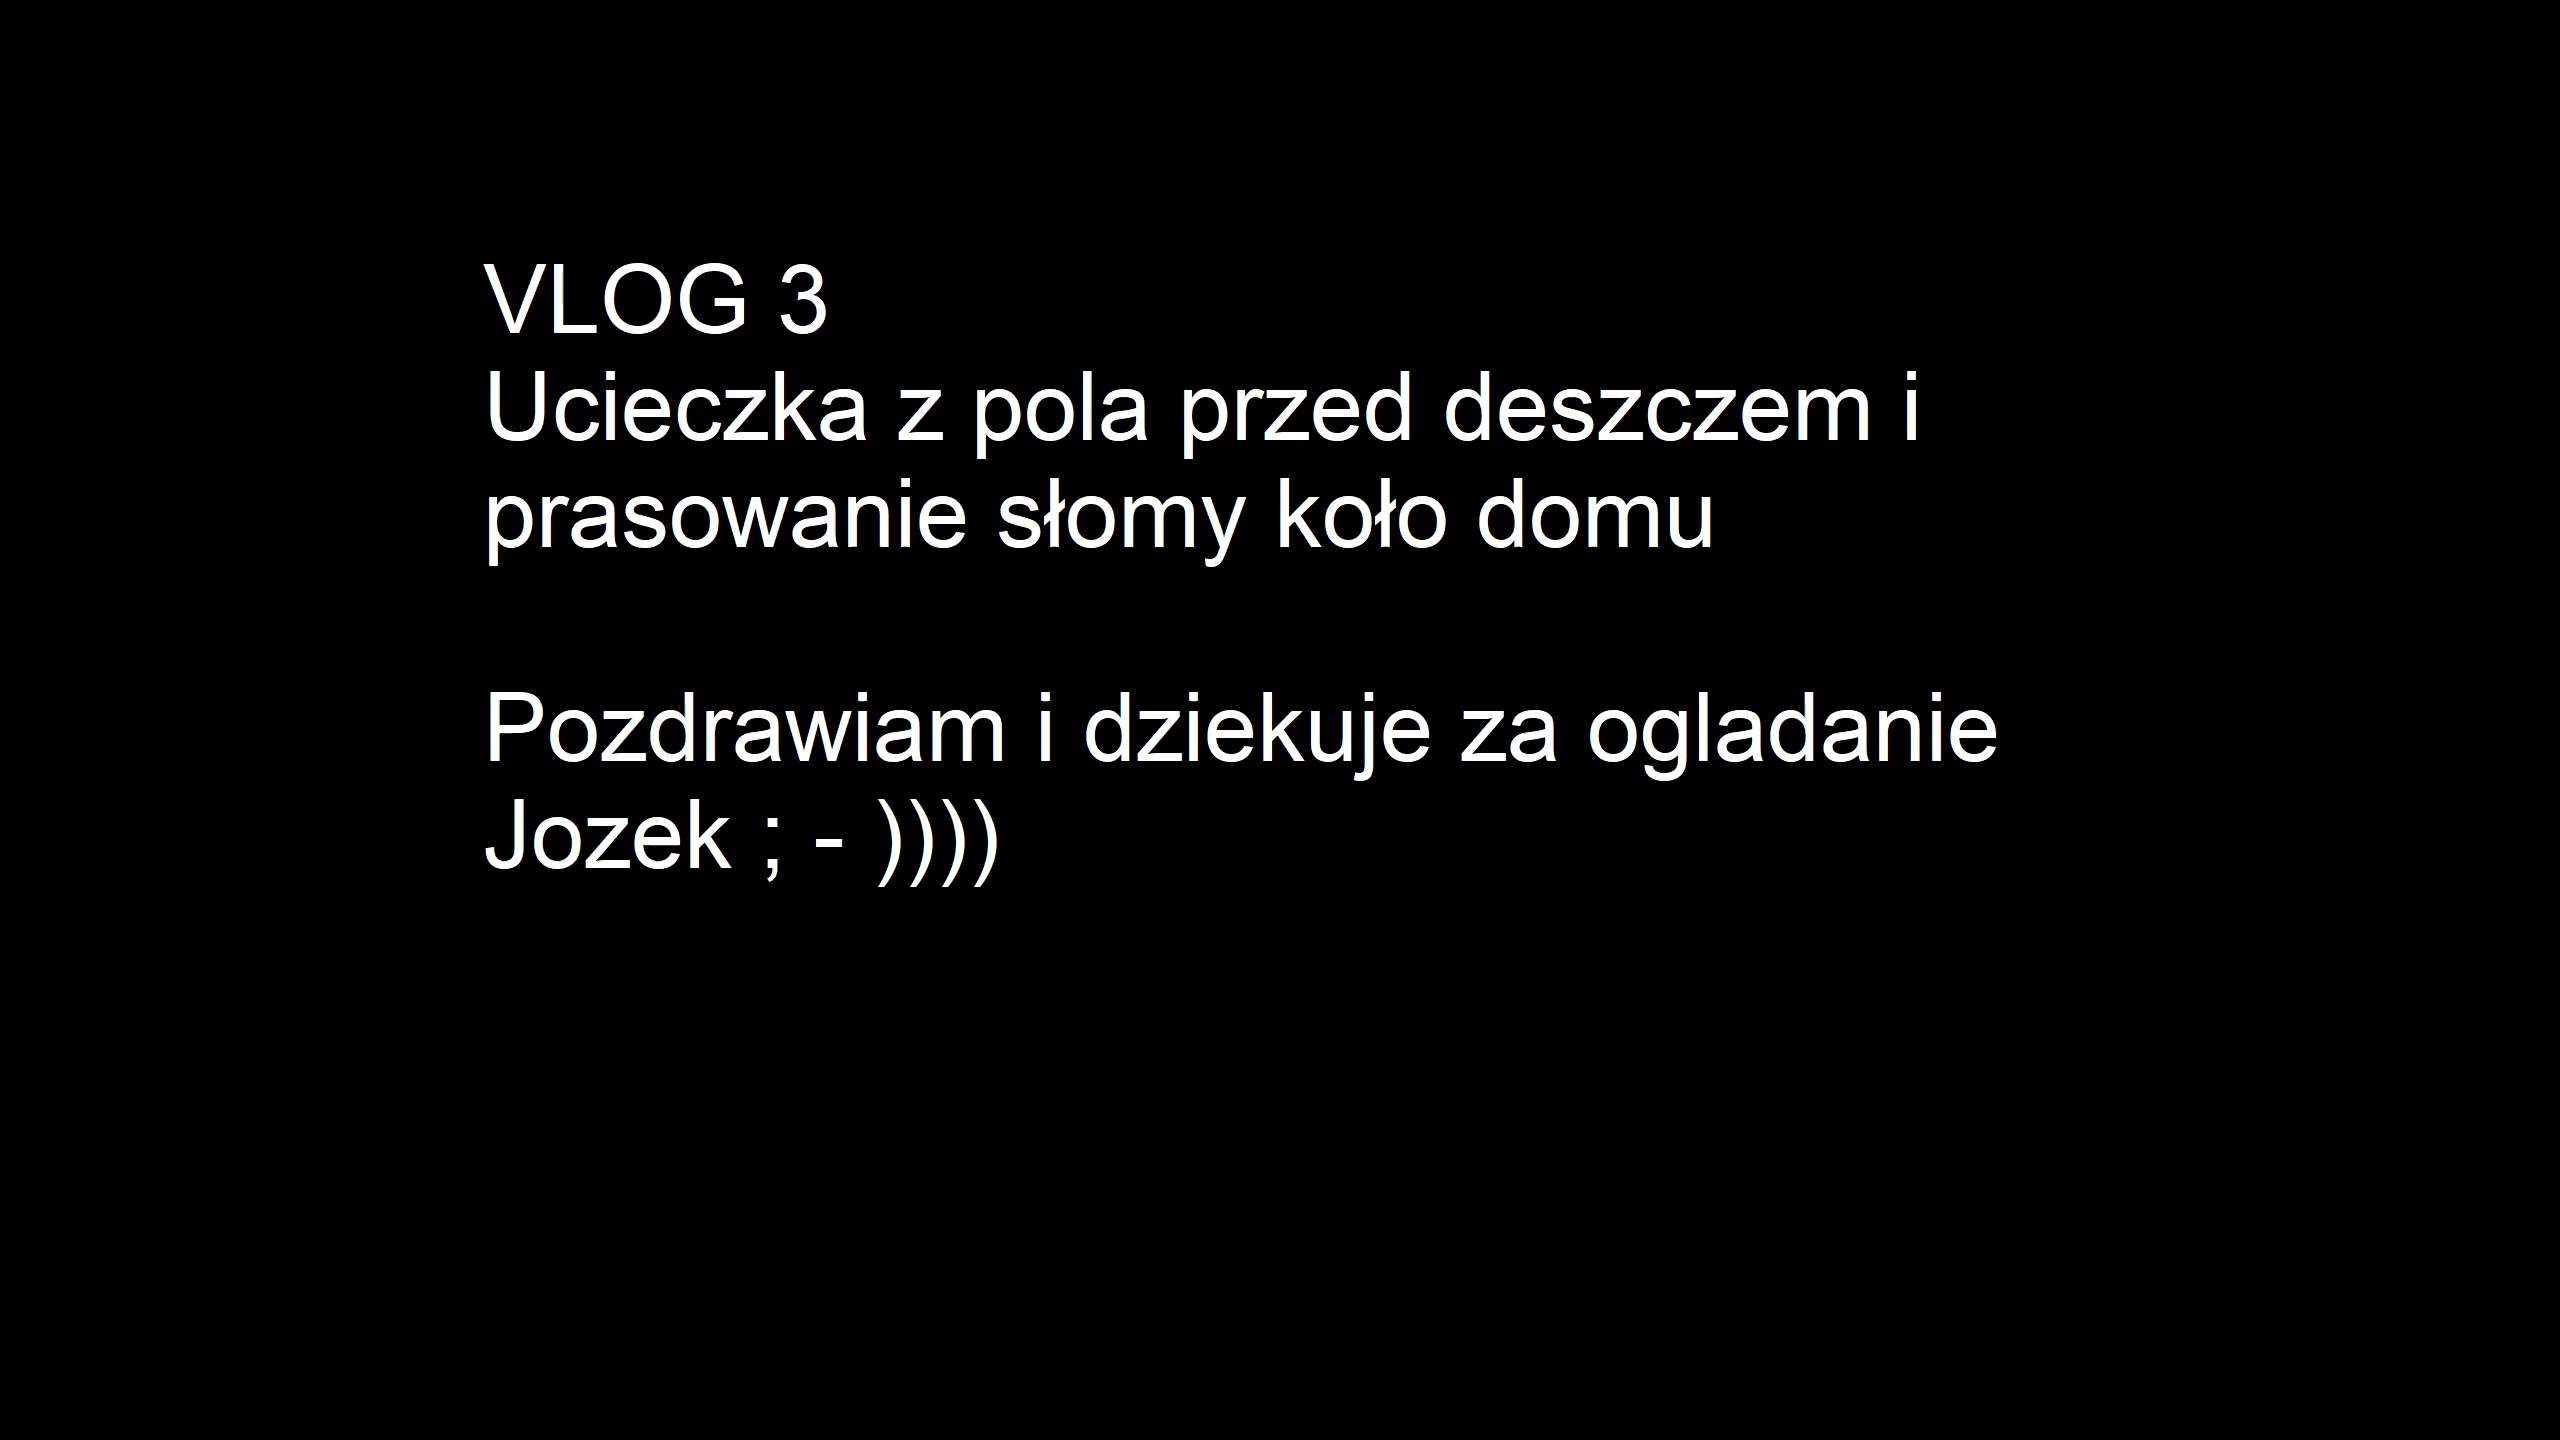 VLOG 3
Ucieczka z pola przed deszczem i
prasowanie słomy koło domu
Pozdrawiam i dziekuje za ogladanie
Jozek ; - ))))